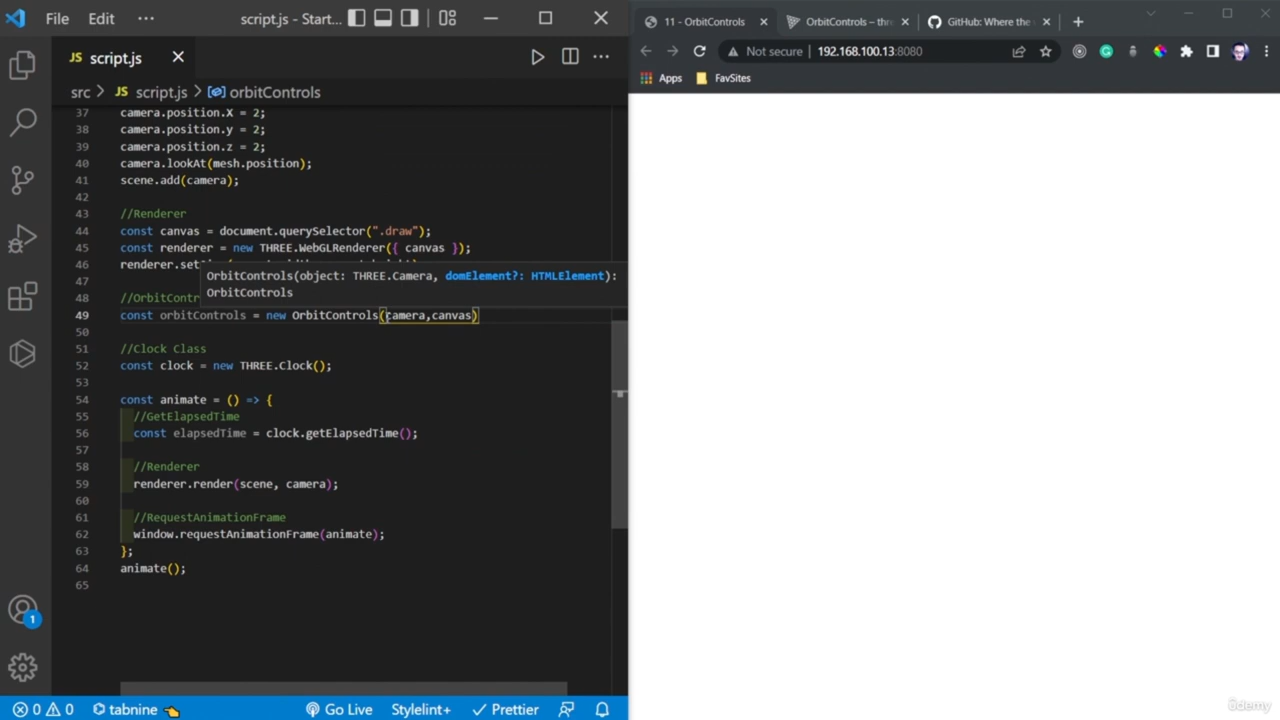 File Edit ··· script.js - Start...
JS script.js
src > JS script.js > orbitControls
37 camera.position.X = 2;
38 camera.position.y = 2;
39 camera.position.z = 2;
40 camera.lookAt(mesh.position);
41 scene.add(camera);
42
43 //Renderer
44 const canvas = document.querySelector(".draw");
45 const renderer = new THREE.WebGLRenderer({ canvas });
46 renderer.set
OrbitControls(object: THREE.Camera, domElement?: HTMLElement):
OrbitControls
47
48 //OrbitContr
49 const orbitControls = new OrbitControls(camera,canvas)
50
51 //Clock Class
52 const clock = new THREE.Clock();
53
54 const animate = () => {
55 //GetElapsedTime
56 const elapsedTime = clock.getElapsedTime();
57
58 //Renderer
59 renderer.render(scene, camera);
60
61 //RequestAnimationFrame
62 window.requestAnimationFrame(animate);
63 };
64 animate();
65
1
0 0 tabnine Go Live Stylelint+ Prettier
11 - OrbitControls OrbitControls – thre GitHub: Where the
Not secure | 192.168.100.13:8080
Apps FavSites
ûdemy